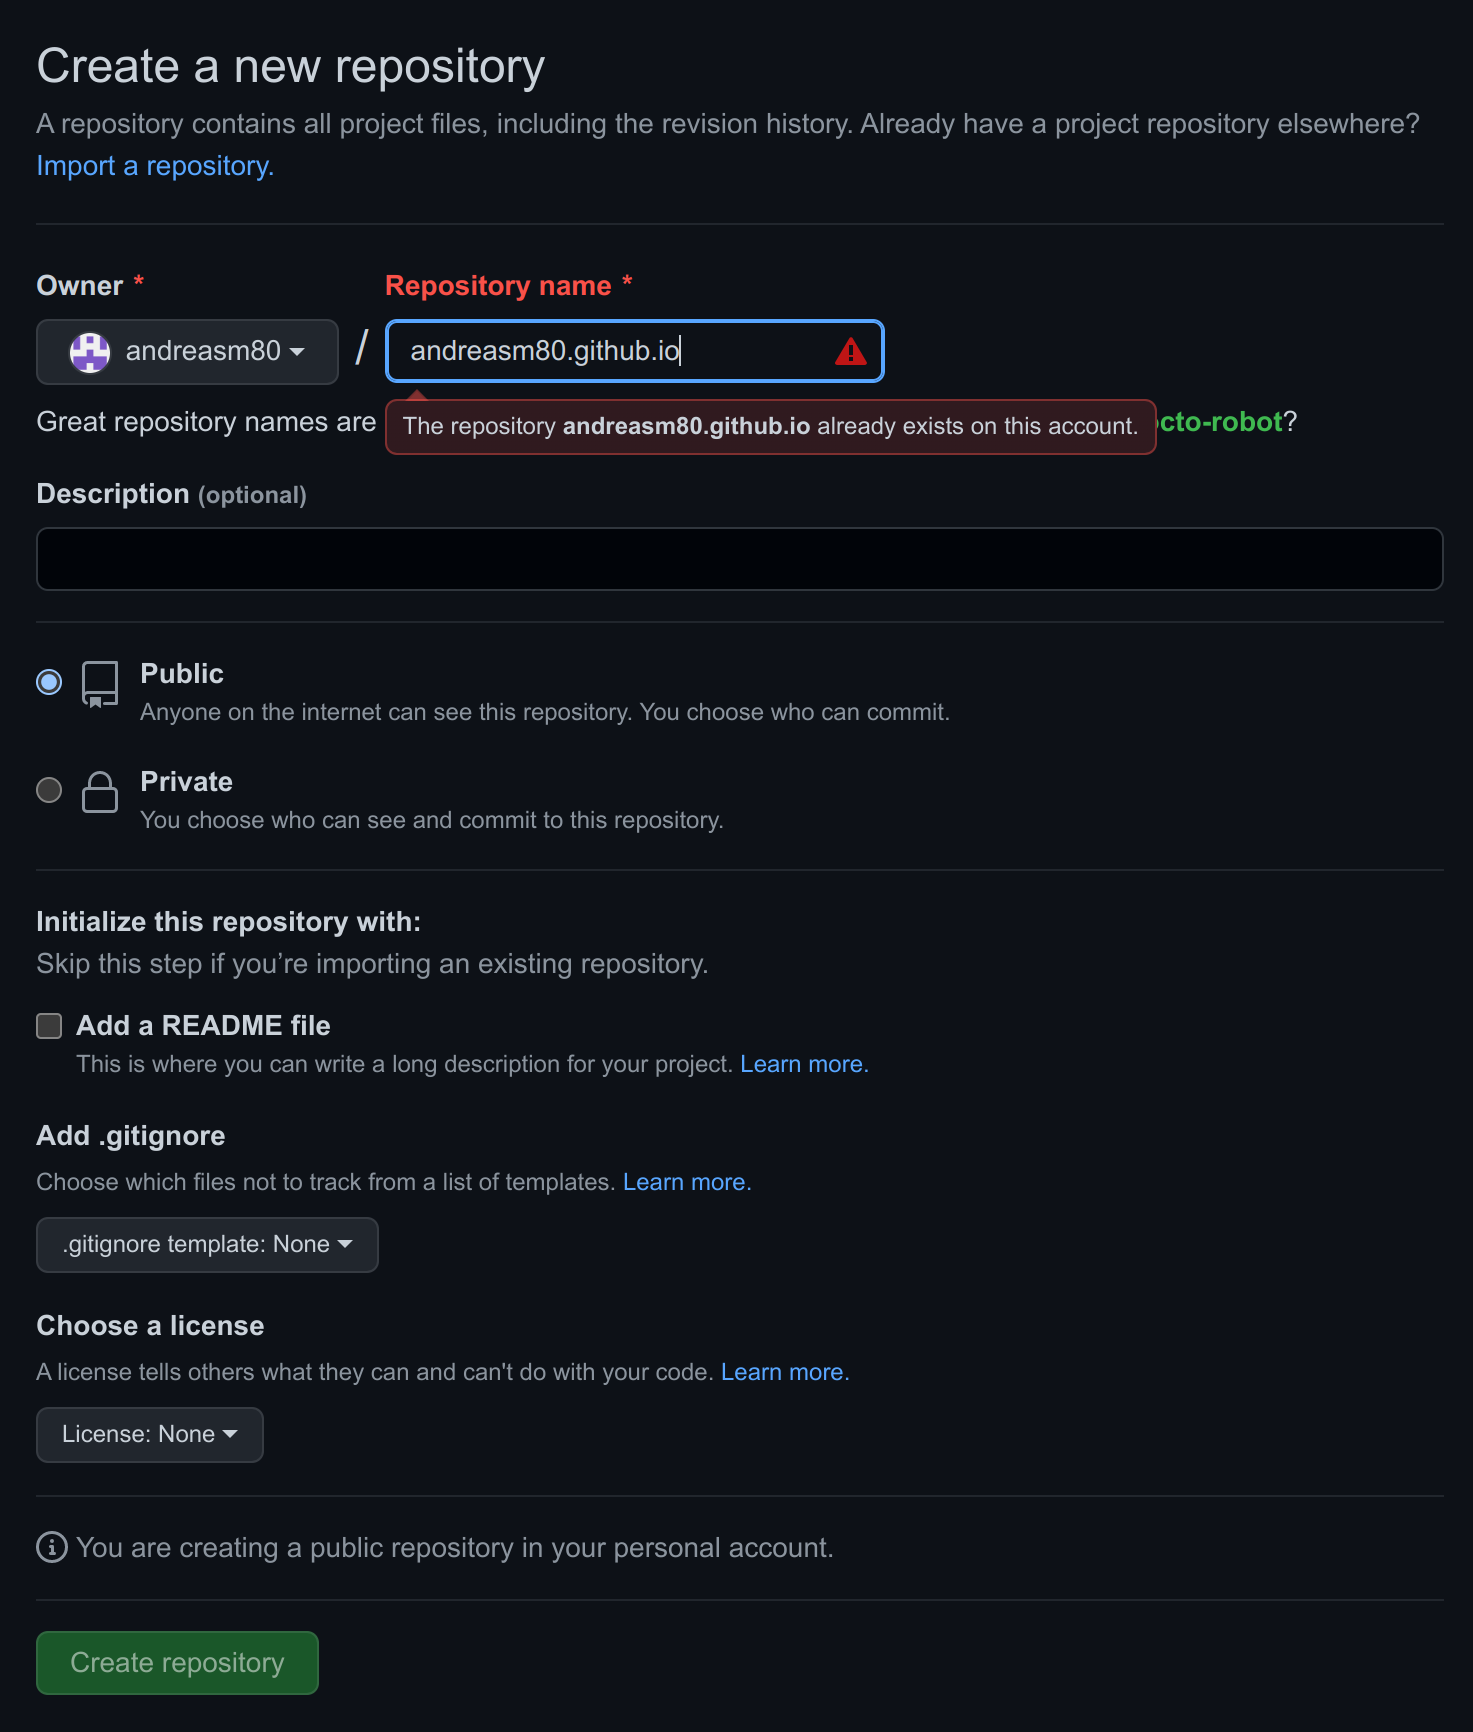 Create a new repository
A repository contains all project files, including the revision history. Already have a project repository elsewhere?
Import a repository.
Owner *
Repository name *
andreasm80 / andreasm80.github.io
Great repository names are
The repository andreasm80.github.io already exists on this account.
cto-robot?
Description (optional)
Public
Anyone on the internet can see this repository. You choose who can commit.
Private
You choose who can see and commit to this repository.
Initialize this repository with:
Skip this step if you’re importing an existing repository.
Add a README file
This is where you can write a long description for your project. Learn more.
Add .gitignore
Choose which files not to track from a list of templates. Learn more.
.gitignore template: None
Choose a license
A license tells others what they can and can't do with your code. Learn more.
License: None
You are creating a public repository in your personal account.
Create repository